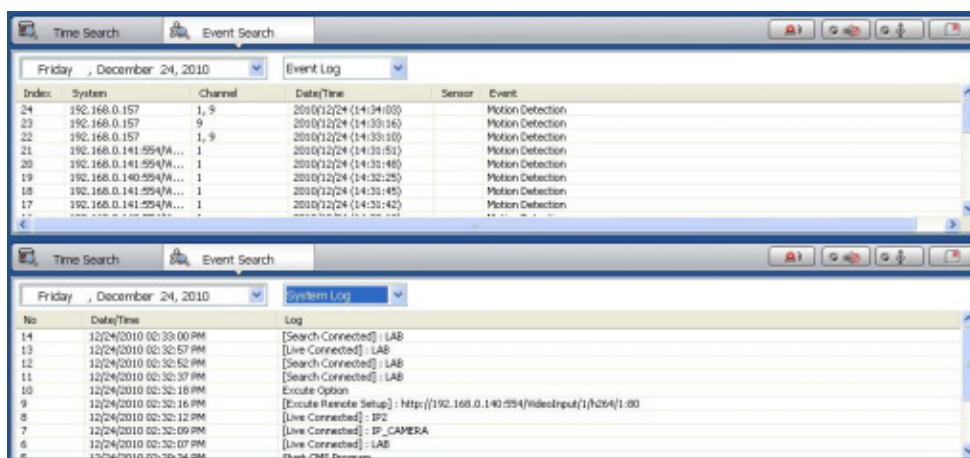 Time Search Event Search
Friday , December 24, 2010 Event Log
Index System Channel Date/Time Sensor Event
24 192.168.0.157 1, 9 2010/12/24 (14:34:03) Motion Detection
23 192.168.0.157 9 2010/12/24 (14:33:16) Motion Detection
22 192.168.0.157 1, 9 2010/12/24 (14:33:10) Motion Detection
21 192.168.0.141:554/... 1 2010/12/24 (14:31:51) Motion Detection
20 192.168.0.141:554/... 1 2010/12/24 (14:31:48) Motion Detection
19 192.168.0.140:554/... 1 2010/12/24 (14:32:25) Motion Detection
18 192.168.0.141:554/... 1 2010/12/24 (14:31:45) Motion Detection
17 192.168.0.141:554/... 1 2010/12/24 (14:31:42) Motion Detection
Time Search Event Search
Friday , December 24, 2010 System Log
No Date/Time Log
14 12/24/2010 02:33:00 PM [Search Connected] : LAB
13 12/24/2010 02:32:57 PM [Live Connected] : LAB
12 12/24/2010 02:32:52 PM [Search Connected] : LAB
11 12/24/2010 02:32:37 PM [Search Connected] : LAB
10 12/24/2010 02:32:18 PM Excute Option
9 12/24/2010 02:32:16 PM [Excute Remote Setup] : http://192.168.0.140:554/VideoInput/1/h264/1:80
8 12/24/2010 02:32:12 PM [Live Connected] : IP2
7 12/24/2010 02:32:09 PM [Live Connected] : IP_CAMERA
6 12/24/2010 02:32:07 PM [Live Connected] : LAB
Start CMS Program